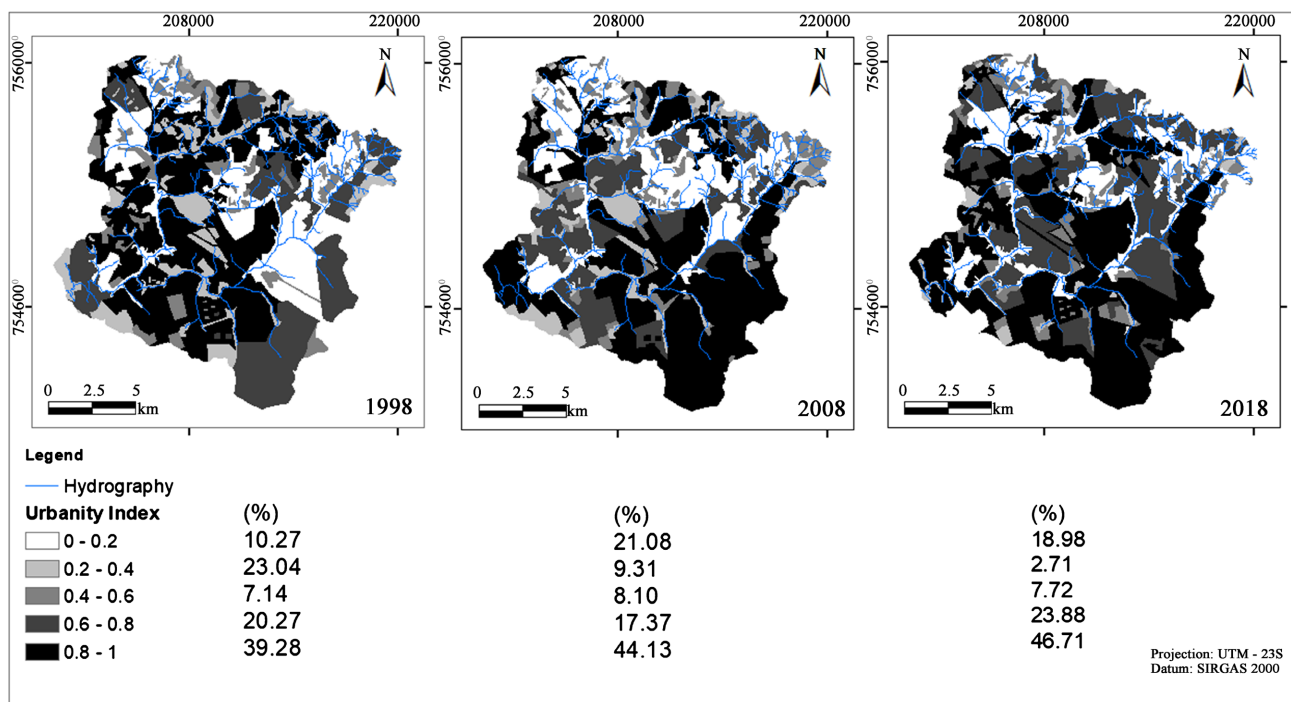 208000 220000 208000 220000 208000 220000
7560000 7560000 7560000
N N N
7546000 7546000 7546000
0 2.5 5 km 0 2.5 5 km 0 2.5 5 km
1998 2008 2018
Legend
Hydrography
Urbanity Index (%) (%) (%)
0 - 0.2 10.27 21.08 18.98
0.2 - 0.4 23.04 9.31 2.71
0.4 - 0.6 7.14 8.10 7.72
0.6 - 0.8 20.27 17.37 23.88
0.8 - 1 39.28 44.13 46.71
Projection: UTM - 23S
Datum: SIRGAS 2000